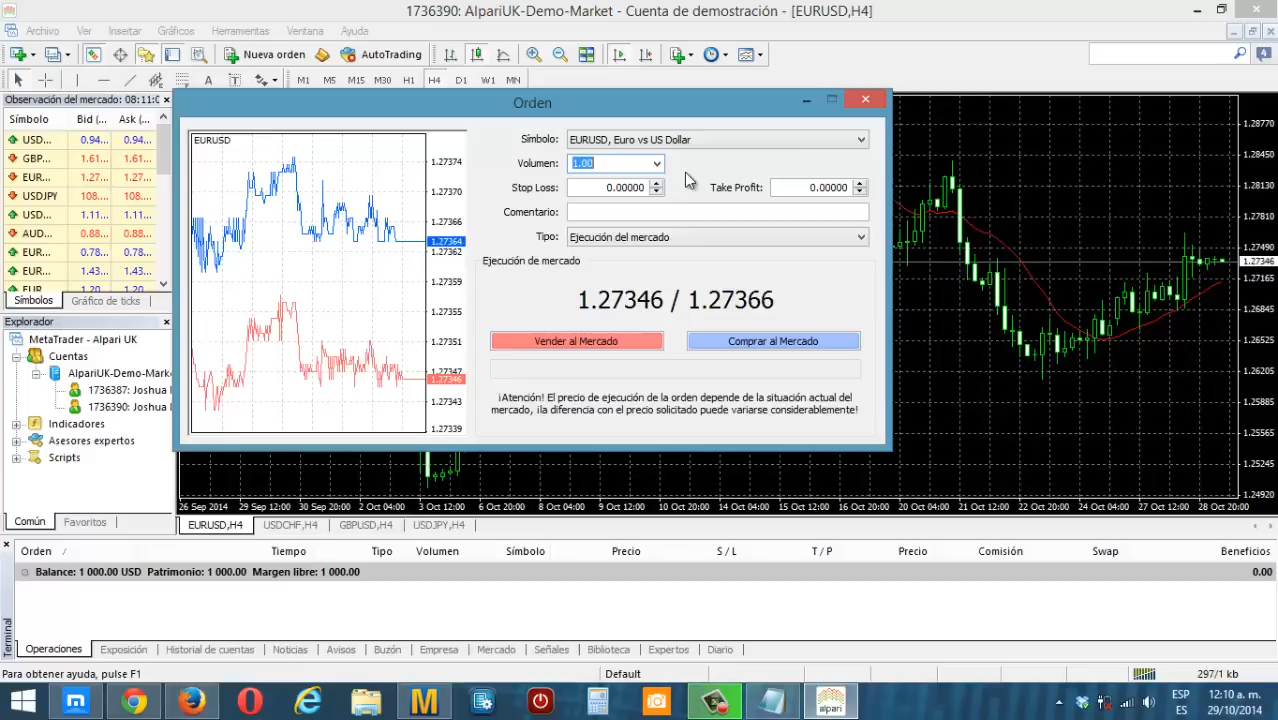 1736390: AlpariUK-Demo-Market - Cuenta de demostración - [EURUSD,H4]
Archivo Ver Insertar Gráficos Herramientas Ventana Ayuda
Nueva orden AutoTrading
4
A T M1 M5 M15 M30 H1 H4 D1 W1 MN
Observación del mercado: 08:11:0
Símbolo Bid (... Ask (...
USD... 0.94... 0.94...
GBP... 1.61... 1.61...
EUR... 1.27... 1.27...
USDJPY 108.... 108....
USD... 1.11... 1.11...
AUD... 0.88... 0.88...
EUR... 0.78... 0.78...
EUR... 1.43... 1.43...
EUR 1.20 1.20
Símbolos Gráfico de ticks
Explorador
MetaTrader - Alpari UK
Cuentas
AlpariUK-Demo-Mark
1736387: Joshua
1736390: Joshua
Indicadores
Asesores expertos
Scripts
Común Favoritos
Orden
EURUSD
1.27374
1.27370
1.27366
1.27364
1.27362
1.27359
1.27355
1.27351
1.27347
1.27346
1.27343
1.27339
Símbolo: EURUSD, Euro vs US Dollar
Volumen: 1.00
Stop Loss: 0.00000 Take Profit: 0.00000
Comentario:
Tipo: Ejecución del mercado
Ejecución de mercado
1.27346 / 1.27366
Vender al Mercado Comprar al Mercado
¡Atención! El precio de ejecución de la orden depende de la situación actual del
mercado, ¡la diferencia con el precio solicitado puede variarse considerablemente!
1.28770
1.28450
1.28130
1.27810
1.27490
1.27346
1.27165
1.26845
1.26525
1.26205
1.25885
1.25565
1.25245
1.24920
26 Sep 2014 29 Sep 12:00 30 Sep 20:00 2 Oct 04:00 3 Oct 12:00 6 Oct 20:00 8 Oct 04:00 9 Oct 12:00 10 Oct 20:00 14 Oct 04:00 15 Oct 12:00 16 Oct 20:00 20 Oct 04:00 21 Oct 12:00 22 Oct 20:00 24 Oct 04:00 27 Oct 12:00 28 Oct 20:00
EURUSD,H4 USDCHF,H4 GBPUSD,H4 USDJPY,H4
Orden Tiempo Tipo Volumen Símbolo Precio S / L T / P Precio Comisión Swap Beneficios
Balance: 1 000.00 USD Patrimonio: 1 000.00 Margen libre: 1 000.00 0.00
Terminal
Operaciones Exposición Historial de cuentas Noticias Avisos Buzón Empresa Mercado Señales Biblioteca Expertos Diario
Para obtener ayuda, pulse F1 Default 297/1 kb
alpari
ESP
ES
12:10 a. m.
29/10/2014